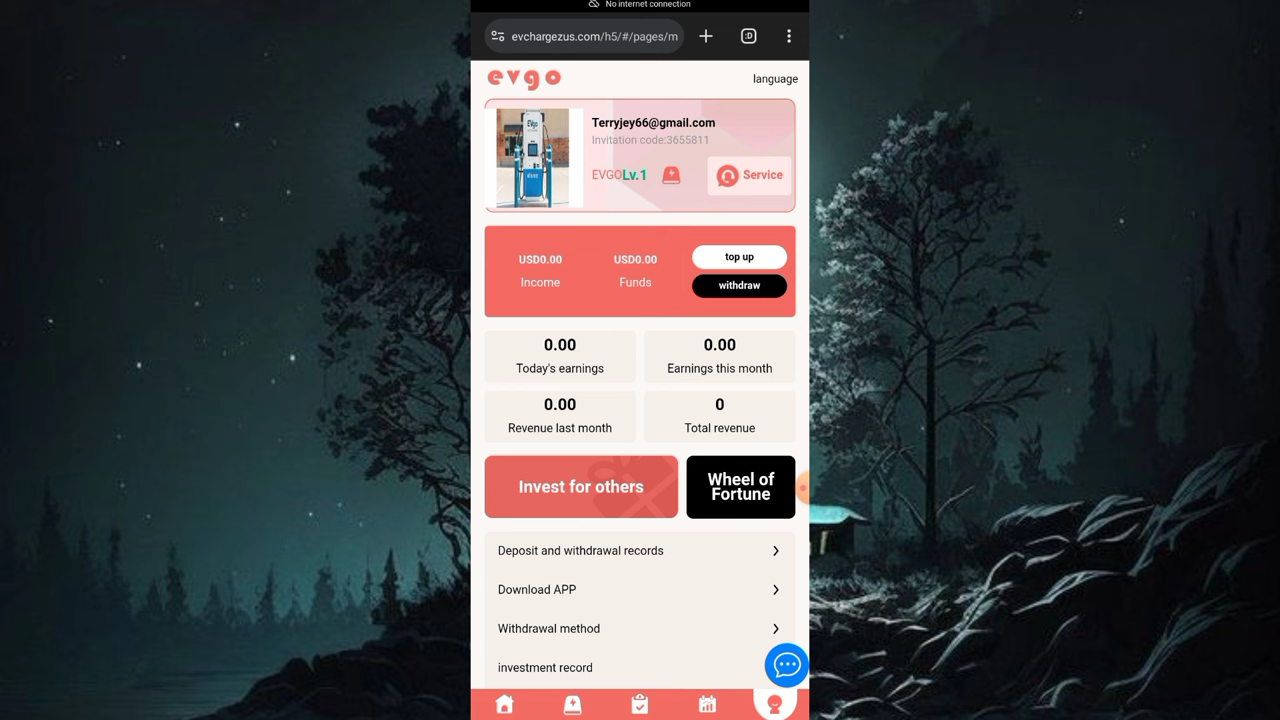 No internet connection
evchargezus.com/h5/#/pages/m
:D
evgo
language
Terryjey66@gmail.com
Invitation code:3655811
EVGOLv.1
Service
USD0.00
USD0.00
top up
Income
Funds
withdraw
0.00
0.00
Today's earnings
Earnings this month
0.00
0
Revenue last month
Total revenue
Invest for others
Wheel of
Fortune
Deposit and withdrawal records
Download APP
Withdrawal method
investment record